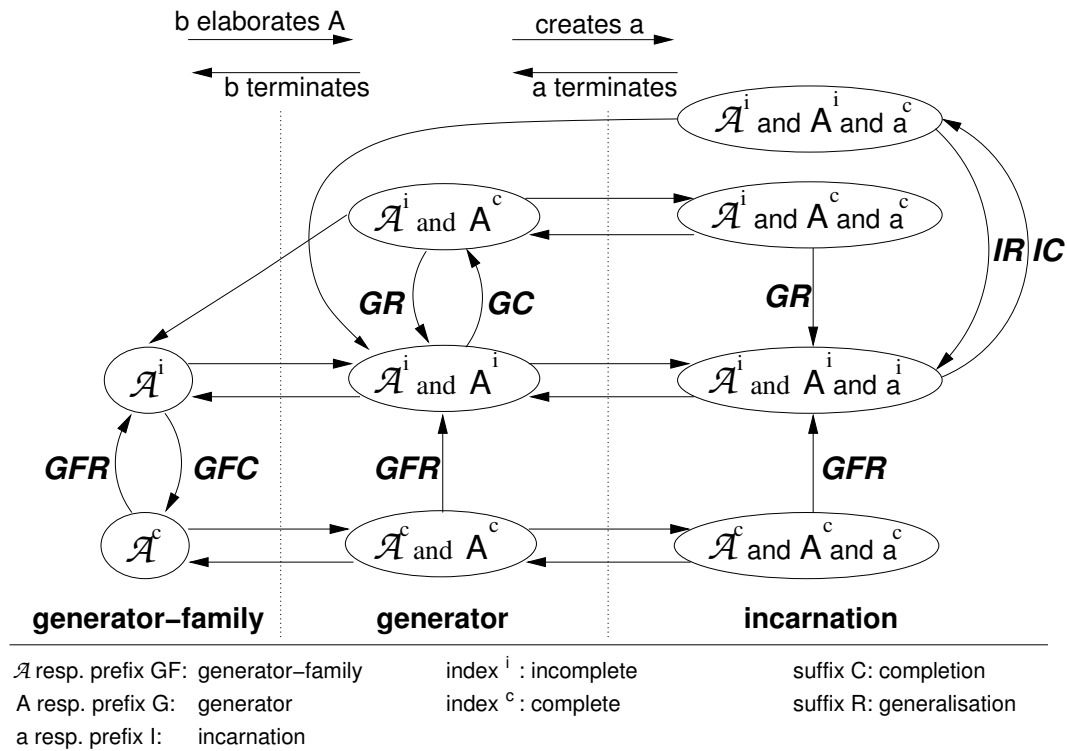 b elaborates A
creates a
b terminates
a terminates
𝒜ⁱ and Aⁱ and aᶜ
𝒜ⁱ and Aᶜ
𝒜ⁱ and Aᶜ and aᶜ
IR IC
GR GC
GR
𝒜ⁱ
𝒜ⁱ and Aⁱ
𝒜ⁱ and Aⁱ and aⁱ
GFR GFC
GFR
GFR
𝒜ᶜ
𝒜ᶜ and Aᶜ
𝒜ᶜ and Aᶜ and aᶜ
generator–family
generator
incarnation
𝒜 resp. prefix GF: generator–family
index ⁱ : incomplete
suffix C: completion
A resp. prefix G: generator
index ᶜ : complete
suffix R: generalisation
a resp. prefix I: incarnation